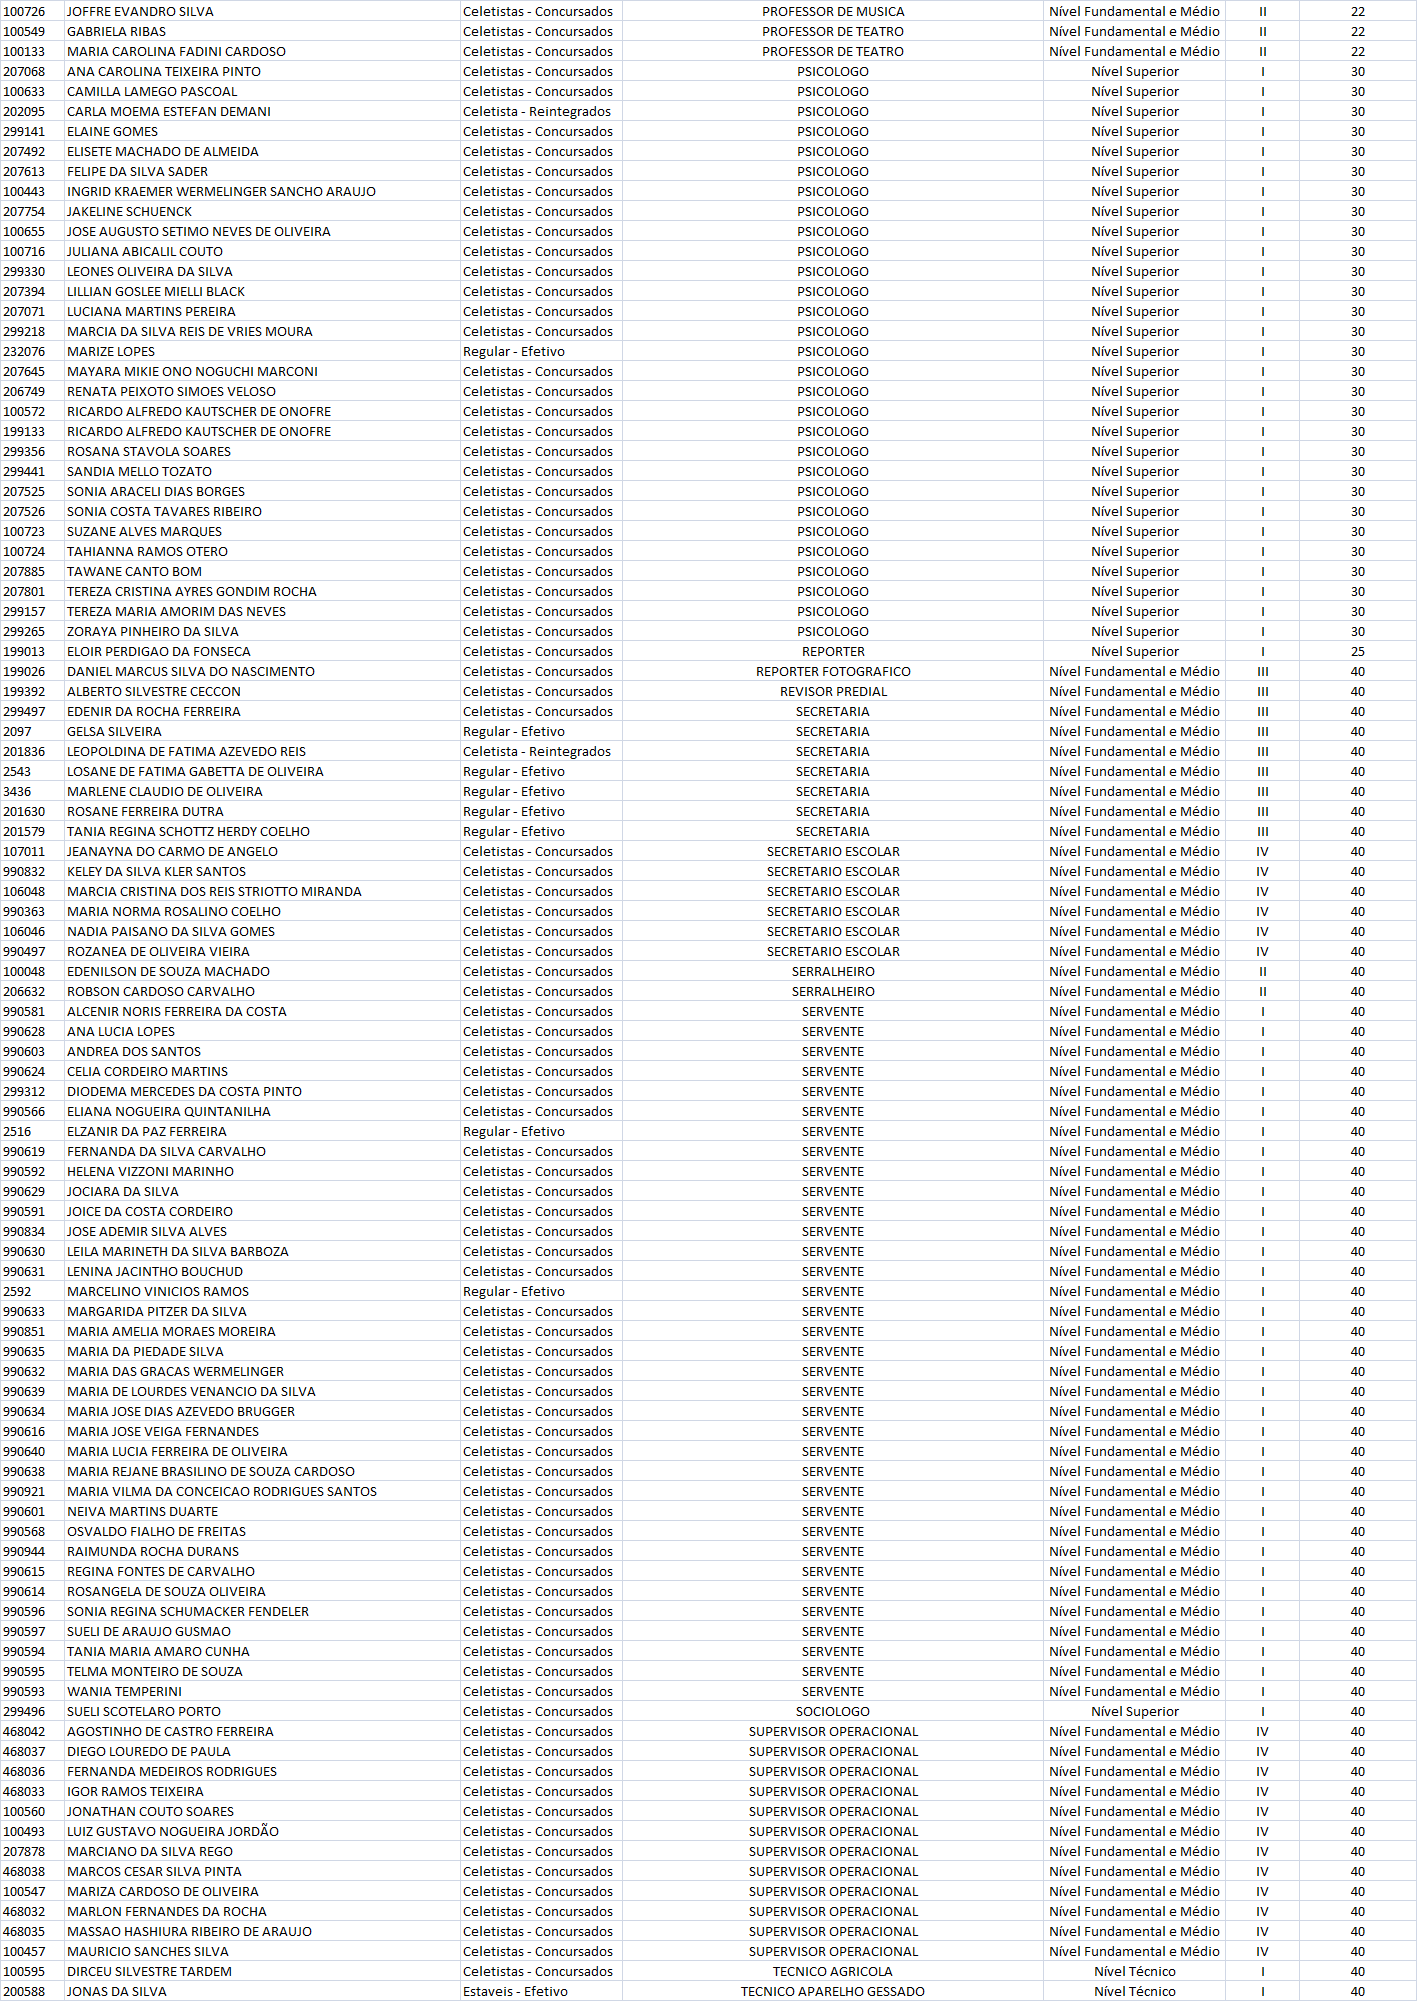 100726 JOFFRE EVANDRO SILVA Celetistas - Concursados PROFESSOR DE MUSICA Nível Fundamental e Médio II 22
100549 GABRIELA RIBAS Celetistas - Concursados PROFESSOR DE TEATRO Nível Fundamental e Médio II 22
100133 MARIA CAROLINA FADINI CARDOSO Celetistas - Concursados PROFESSOR DE TEATRO Nível Fundamental e Médio II 22
207068 ANA CAROLINA TEIXEIRA PINTO Celetistas - Concursados PSICOLOGO Nível Superior I 30
100633 CAMILLA LAMEGO PASCOAL Celetistas - Concursados PSICOLOGO Nível Superior I 30
202095 CARLA MOEMA ESTEFAN DEMANI Celetista - Reintegrados PSICOLOGO Nível Superior I 30
299141 ELAINE GOMES Celetistas - Concursados PSICOLOGO Nível Superior I 30
207492 ELISETE MACHADO DE ALMEIDA Celetistas - Concursados PSICOLOGO Nível Superior I 30
207613 FELIPE DA SILVA SADER Celetistas - Concursados PSICOLOGO Nível Superior I 30
100443 INGRID KRAEMER WERMELINGER SANCHO ARAUJO Celetistas - Concursados PSICOLOGO Nível Superior I 30
207754 JAKELINE SCHUENCK Celetistas - Concursados PSICOLOGO Nível Superior I 30
100655 JOSE AUGUSTO SETIMO NEVES DE OLIVEIRA Celetistas - Concursados PSICOLOGO Nível Superior I 30
100716 JULIANA ABICALIL COUTO Celetistas - Concursados PSICOLOGO Nível Superior I 30
299330 LEONES OLIVEIRA DA SILVA Celetistas - Concursados PSICOLOGO Nível Superior I 30
207394 LILLIAN GOSLEE MIELLI BLACK Celetistas - Concursados PSICOLOGO Nível Superior I 30
207071 LUCIANA MARTINS PEREIRA Celetistas - Concursados PSICOLOGO Nível Superior I 30
299218 MARCIA DA SILVA REIS DE VRIES MOURA Celetistas - Concursados PSICOLOGO Nível Superior I 30
232076 MARIZE LOPES Regular - Efetivo PSICOLOGO Nível Superior I 30
207645 MAYARA MIKIE ONO NOGUCHI MARCONI Celetistas - Concursados PSICOLOGO Nível Superior I 30
206749 RENATA PEIXOTO SIMOES VELOSO Celetistas - Concursados PSICOLOGO Nível Superior I 30
100572 RICARDO ALFREDO KAUTSCHER DE ONOFRE Celetistas - Concursados PSICOLOGO Nível Superior I 30
199133 RICARDO ALFREDO KAUTSCHER DE ONOFRE Celetistas - Concursados PSICOLOGO Nível Superior I 30
299356 ROSANA STAVOLA SOARES Celetistas - Concursados PSICOLOGO Nível Superior I 30
299441 SANDIA MELLO TOZATO Celetistas - Concursados PSICOLOGO Nível Superior I 30
207525 SONIA ARACELI DIAS BORGES Celetistas - Concursados PSICOLOGO Nível Superior I 30
207526 SONIA COSTA TAVARES RIBEIRO Celetistas - Concursados PSICOLOGO Nível Superior I 30
100723 SUZANE ALVES MARQUES Celetistas - Concursados PSICOLOGO Nível Superior I 30
100724 TAHIANNA RAMOS OTERO Celetistas - Concursados PSICOLOGO Nível Superior I 30
207885 TAWANE CANTO BOM Celetistas - Concursados PSICOLOGO Nível Superior I 30
207801 TEREZA CRISTINA AYRES GONDIM ROCHA Celetistas - Concursados PSICOLOGO Nível Superior I 30
299157 TEREZA MARIA AMORIM DAS NEVES Celetistas - Concursados PSICOLOGO Nível Superior I 30
299265 ZORAYA PINHEIRO DA SILVA Celetistas - Concursados PSICOLOGO Nível Superior I 30
199013 ELOIR PERDIGAO DA FONSECA Celetistas - Concursados REPORTER Nível Superior I 25
199026 DANIEL MARCUS SILVA DO NASCIMENTO Celetistas - Concursados REPORTER FOTOGRAFICO Nível Fundamental e Médio III 40
199392 ALBERTO SILVESTRE CECCON Celetistas - Concursados REVISOR PREDIAL Nível Fundamental e Médio III 40
299497 EDENIR DA ROCHA FERREIRA Celetistas - Concursados SECRETARIA Nível Fundamental e Médio III 40
2097 GELSA SILVEIRA Regular - Efetivo SECRETARIA Nível Fundamental e Médio III 40
201836 LEOPOLDINA DE FATIMA AZEVEDO REIS Celetista - Reintegrados SECRETARIA Nível Fundamental e Médio III 40
2543 LOSANE DE FATIMA GABETTA DE OLIVEIRA Regular - Efetivo SECRETARIA Nível Fundamental e Médio III 40
3436 MARLENE CLAUDIO DE OLIVEIRA Regular - Efetivo SECRETARIA Nível Fundamental e Médio III 40
201630 ROSANE FERREIRA DUTRA Regular - Efetivo SECRETARIA Nível Fundamental e Médio III 40
201579 TANIA REGINA SCHOTTZ HERDY COELHO Regular - Efetivo SECRETARIA Nível Fundamental e Médio III 40
107011 JEANAYNA DO CARMO DE ANGELO Celetistas - Concursados SECRETARIO ESCOLAR Nível Fundamental e Médio IV 40
990832 KELEY DA SILVA KLER SANTOS Celetistas - Concursados SECRETARIO ESCOLAR Nível Fundamental e Médio IV 40
106048 MARCIA CRISTINA DOS REIS STRIOTTO MIRANDA Celetistas - Concursados SECRETARIO ESCOLAR Nível Fundamental e Médio IV 40
990363 MARIA NORMA ROSALINO COELHO Celetistas - Concursados SECRETARIO ESCOLAR Nível Fundamental e Médio IV 40
106046 NADIA PAISANO DA SILVA GOMES Celetistas - Concursados SECRETARIO ESCOLAR Nível Fundamental e Médio IV 40
990497 ROZANEA DE OLIVEIRA VIEIRA Celetistas - Concursados SECRETARIO ESCOLAR Nível Fundamental e Médio IV 40
100048 EDENILSON DE SOUZA MACHADO Celetistas - Concursados SERRALHEIRO Nível Fundamental e Médio II 40
206632 ROBSON CARDOSO CARVALHO Celetistas - Concursados SERRALHEIRO Nível Fundamental e Médio II 40
990581 ALCENIR NORIS FERREIRA DA COSTA Celetistas - Concursados SERVENTE Nível Fundamental e Médio I 40
990628 ANA LUCIA LOPES Celetistas - Concursados SERVENTE Nível Fundamental e Médio I 40
990603 ANDREA DOS SANTOS Celetistas - Concursados SERVENTE Nível Fundamental e Médio I 40
990624 CELIA CORDEIRO MARTINS Celetistas - Concursados SERVENTE Nível Fundamental e Médio I 40
299312 DIODEMA MERCEDES DA COSTA PINTO Celetistas - Concursados SERVENTE Nível Fundamental e Médio I 40
990566 ELIANA NOGUEIRA QUINTANILHA Celetistas - Concursados SERVENTE Nível Fundamental e Médio I 40
2516 ELZANIR DA PAZ FERREIRA Regular - Efetivo SERVENTE Nível Fundamental e Médio I 40
990619 FERNANDA DA SILVA CARVALHO Celetistas - Concursados SERVENTE Nível Fundamental e Médio I 40
990592 HELENA VIZZONI MARINHO Celetistas - Concursados SERVENTE Nível Fundamental e Médio I 40
990629 JOCIARA DA SILVA Celetistas - Concursados SERVENTE Nível Fundamental e Médio I 40
990591 JOICE DA COSTA CORDEIRO Celetistas - Concursados SERVENTE Nível Fundamental e Médio I 40
990834 JOSE ADEMIR SILVA ALVES Celetistas - Concursados SERVENTE Nível Fundamental e Médio I 40
990630 LEILA MARINETH DA SILVA BARBOZA Celetistas - Concursados SERVENTE Nível Fundamental e Médio I 40
990631 LENINA JACINTHO BOUCHUD Celetistas - Concursados SERVENTE Nível Fundamental e Médio I 40
2592 MARCELINO VINICIOS RAMOS Regular - Efetivo SERVENTE Nível Fundamental e Médio I 40
990633 MARGARIDA PITZER DA SILVA Celetistas - Concursados SERVENTE Nível Fundamental e Médio I 40
990851 MARIA AMELIA MORAES MOREIRA Celetistas - Concursados SERVENTE Nível Fundamental e Médio I 40
990635 MARIA DA PIEDADE SILVA Celetistas - Concursados SERVENTE Nível Fundamental e Médio I 40
990632 MARIA DAS GRACAS WERMELINGER Celetistas - Concursados SERVENTE Nível Fundamental e Médio I 40
990639 MARIA DE LOURDES VENANCIO DA SILVA Celetistas - Concursados SERVENTE Nível Fundamental e Médio I 40
990634 MARIA JOSE DIAS AZEVEDO BRUGGER Celetistas - Concursados SERVENTE Nível Fundamental e Médio I 40
990616 MARIA JOSE VEIGA FERNANDES Celetistas - Concursados SERVENTE Nível Fundamental e Médio I 40
990640 MARIA LUCIA FERREIRA DE OLIVEIRA Celetistas - Concursados SERVENTE Nível Fundamental e Médio I 40
990638 MARIA REJANE BRASILINO DE SOUZA CARDOSO Celetistas - Concursados SERVENTE Nível Fundamental e Médio I 40
990921 MARIA VILMA DA CONCEICAO RODRIGUES SANTOS Celetistas - Concursados SERVENTE Nível Fundamental e Médio I 40
990601 NEIVA MARTINS DUARTE Celetistas - Concursados SERVENTE Nível Fundamental e Médio I 40
990568 OSVALDO FIALHO DE FREITAS Celetistas - Concursados SERVENTE Nível Fundamental e Médio I 40
990944 RAIMUNDA ROCHA DURANS Celetistas - Concursados SERVENTE Nível Fundamental e Médio I 40
990615 REGINA FONTES DE CARVALHO Celetistas - Concursados SERVENTE Nível Fundamental e Médio I 40
990614 ROSANGELA DE SOUZA OLIVEIRA Celetistas - Concursados SERVENTE Nível Fundamental e Médio I 40
990596 SONIA REGINA SCHUMACKER FENDELER Celetistas - Concursados SERVENTE Nível Fundamental e Médio I 40
990597 SUELI DE ARAUJO GUSMAO Celetistas - Concursados SERVENTE Nível Fundamental e Médio I 40
990594 TANIA MARIA AMARO CUNHA Celetistas - Concursados SERVENTE Nível Fundamental e Médio I 40
990595 TELMA MONTEIRO DE SOUZA Celetistas - Concursados SERVENTE Nível Fundamental e Médio I 40
990593 WANIA TEMPERINI Celetistas - Concursados SERVENTE Nível Fundamental e Médio I 40
299496 SUELI SCOTELARO PORTO Celetistas - Concursados SOCIOLOGO Nível Superior I 40
468042 AGOSTINHO DE CASTRO FERREIRA Celetistas - Concursados SUPERVISOR OPERACIONAL Nível Fundamental e Médio IV 40
468037 DIEGO LOUREDO DE PAULA Celetistas - Concursados SUPERVISOR OPERACIONAL Nível Fundamental e Médio IV 40
468036 FERNANDA MEDEIROS RODRIGUES Celetistas - Concursados SUPERVISOR OPERACIONAL Nível Fundamental e Médio IV 40
468033 IGOR RAMOS TEIXEIRA Celetistas - Concursados SUPERVISOR OPERACIONAL Nível Fundamental e Médio IV 40
100560 JONATHAN COUTO SOARES Celetistas - Concursados SUPERVISOR OPERACIONAL Nível Fundamental e Médio IV 40
100493 LUIZ GUSTAVO NOGUEIRA JORDÃO Celetistas - Concursados SUPERVISOR OPERACIONAL Nível Fundamental e Médio IV 40
207878 MARCIANO DA SILVA REGO Celetistas - Concursados SUPERVISOR OPERACIONAL Nível Fundamental e Médio IV 40
468038 MARCOS CESAR SILVA PINTA Celetistas - Concursados SUPERVISOR OPERACIONAL Nível Fundamental e Médio IV 40
100547 MARIZA CARDOSO DE OLIVEIRA Celetistas - Concursados SUPERVISOR OPERACIONAL Nível Fundamental e Médio IV 40
468032 MARLON FERNANDES DA ROCHA Celetistas - Concursados SUPERVISOR OPERACIONAL Nível Fundamental e Médio IV 40
468035 MASSAO HASHIURA RIBEIRO DE ARAUJO Celetistas - Concursados SUPERVISOR OPERACIONAL Nível Fundamental e Médio IV 40
100457 MAURICIO SANCHES SILVA Celetistas - Concursados SUPERVISOR OPERACIONAL Nível Fundamental e Médio IV 40
100595 DIRCEU SILVESTRE TARDEM Celetistas - Concursados TECNICO AGRICOLA Nível Técnico I 40
200588 JONAS DA SILVA Estaveis - Efetivo TECNICO APARELHO GESSADO Nível Técnico I 40